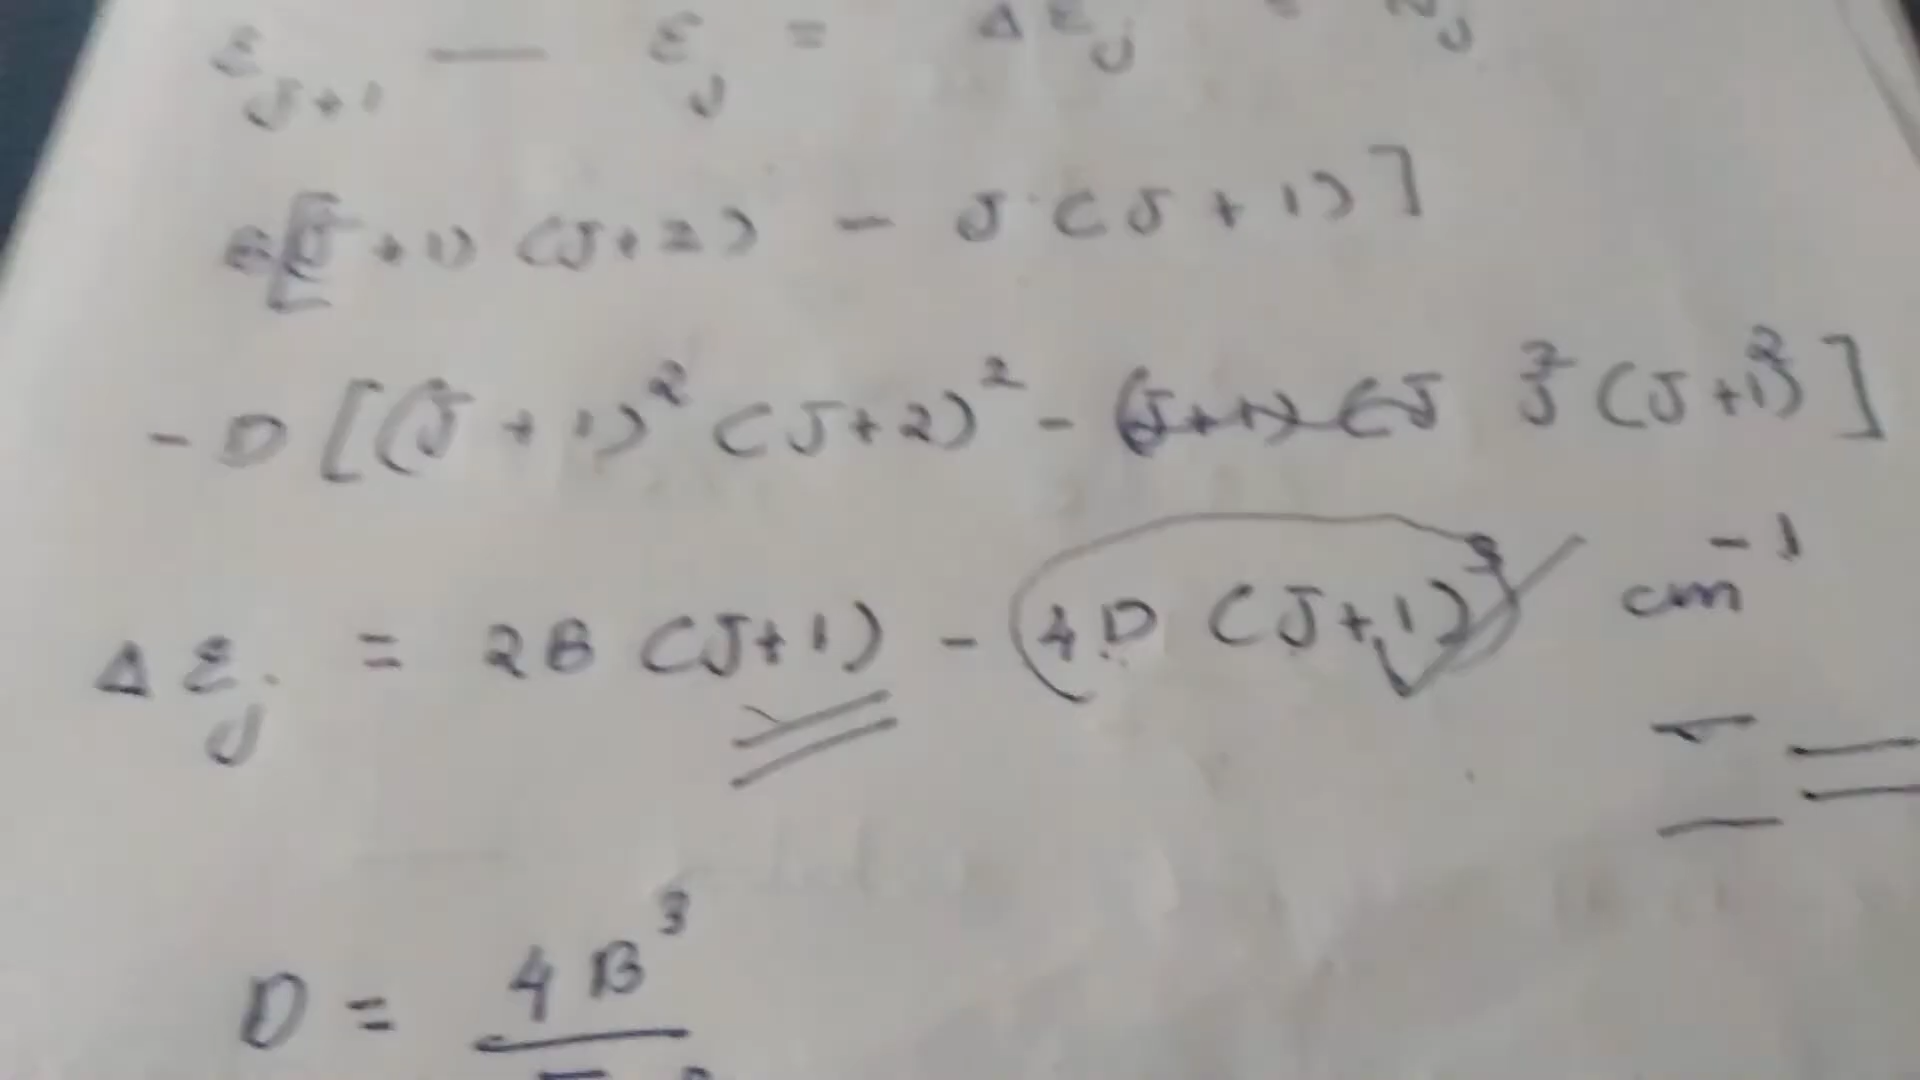 ε_{J+1} — ε_J = Δε_J
B[(J+1)(J+2) - J(J+1)]
- D[(J+1)²(J+2)² - J²(J+1)²]
Δε_J = 2B(J+1) - 4D(J+1)³ cm⁻¹
D = 4B³